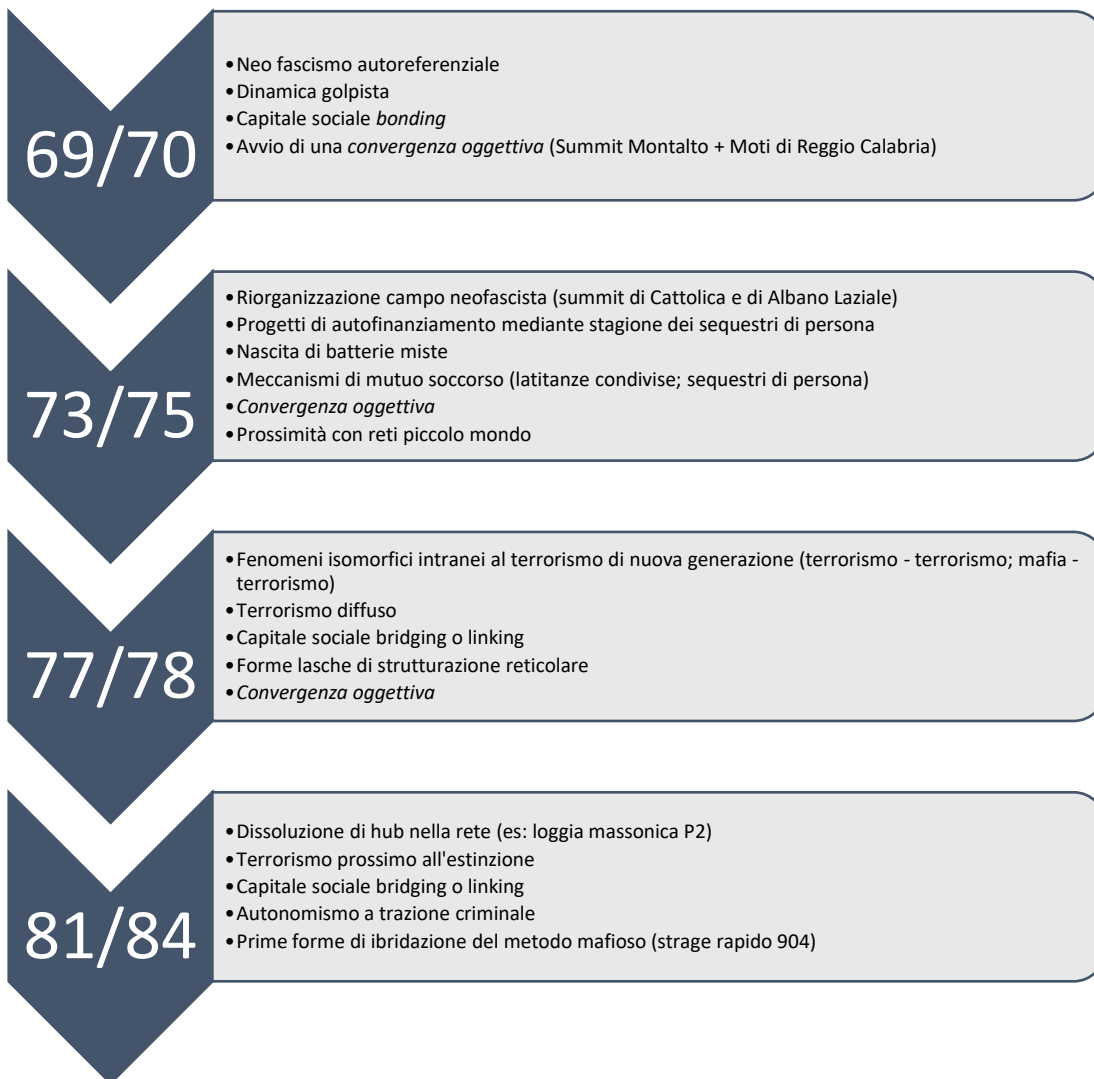 69/70
•Neo fascismo autoreferenziale
•Dinamica golpista
•Capitale sociale bonding
•Avvio di una convergenza oggettiva (Summit Montalto + Moti di Reggio Calabria)
73/75
•Riorganizzazione campo neofascista (summit di Cattolica e di Albano Laziale)
•Progetti di autofinanziamento mediante stagione dei sequestri di persona
•Nascita di batterie miste
•Meccanismi di mutuo soccorso (latitanze condivise; sequestri di persona)
•Convergenza oggettiva
•Prossimità con reti piccolo mondo
77/78
•Fenomeni isomorfici intranei al terrorismo di nuova generazione (terrorismo - terrorismo; mafia -
terrorismo)
•Terrorismo diffuso
•Capitale sociale bridging o linking
•Forme lasche di strutturazione reticolare
•Convergenza oggettiva
81/84
•Dissoluzione di hub nella rete (es: loggia massonica P2)
•Terrorismo prossimo all'estinzione
•Capitale sociale bridging o linking
•Autonomismo a trazione criminale
•Prime forme di ibridazione del metodo mafioso (strage rapido 904)